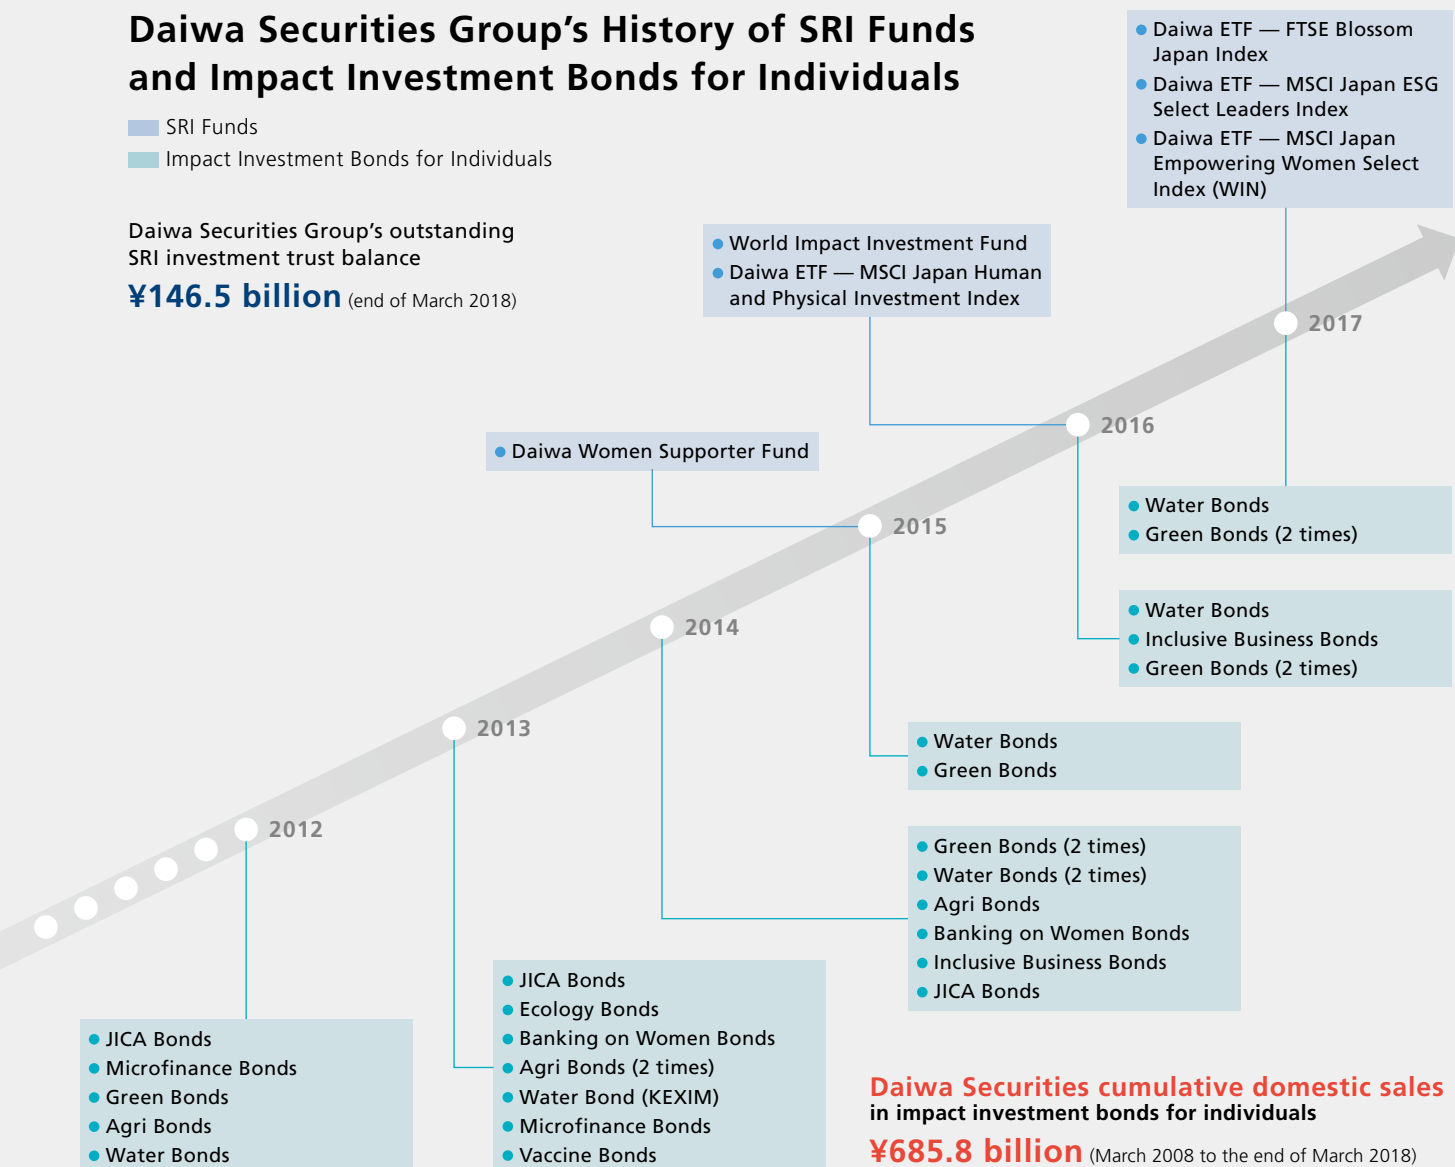 Daiwa Securities Group’s History of SRI Funds
and Impact Investment Bonds for Individuals
SRI Funds
Impact Investment Bonds for Individuals
Daiwa Securities Group’s outstanding
SRI investment trust balance
¥146.5 billion (end of March 2018)
• Daiwa ETF — FTSE Blossom
Japan Index
• Daiwa ETF — MSCI Japan ESG
Select Leaders Index
• Daiwa ETF — MSCI Japan
Empowering Women Select
Index (WIN)
• World Impact Investment Fund
• Daiwa ETF — MSCI Japan Human
and Physical Investment Index
2017
2016
• Daiwa Women Supporter Fund
2015
• Water Bonds
• Green Bonds (2 times)
• Water Bonds
• Inclusive Business Bonds
• Green Bonds (2 times)
2014
2013
• Water Bonds
• Green Bonds
2012
• Green Bonds (2 times)
• Water Bonds (2 times)
• Agri Bonds
• Banking on Women Bonds
• Inclusive Business Bonds
• JICA Bonds
• JICA Bonds
• Ecology Bonds
• Banking on Women Bonds
• Agri Bonds (2 times)
• Water Bond (KEXIM)
• Microfinance Bonds
• Vaccine Bonds
• JICA Bonds
• Microfinance Bonds
• Green Bonds
• Agri Bonds
• Water Bonds
Daiwa Securities cumulative domestic sales
in impact investment bonds for individuals
¥685.8 billion (March 2008 to the end of March 2018)